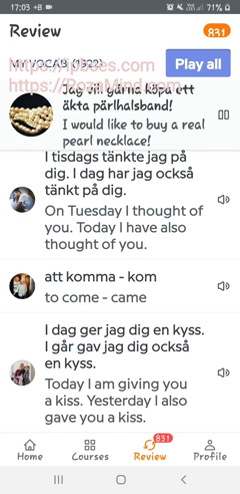 17:03 +B
71%
Review
831
MY VOCAB (1322)
Play all
https://ipoees.com
https://RozaMind.com
Jag vill gärna köpa ett
äkta pärlhalsband!
I would like to buy a real
pearl necklace!
I tisdags tänkte jag på
dig. I dag har jag också
tänkt på dig.
On Tuesday I thought of
you. Today I have also
thought of you.
att komma - kom
to come - came
I dag ger jag dig en kyss.
I går gav jag dig också
en kyss.
Today I am giving you
a kiss. Yesterday I also
gave you a kiss.
831
Home
Courses
Review
Profile